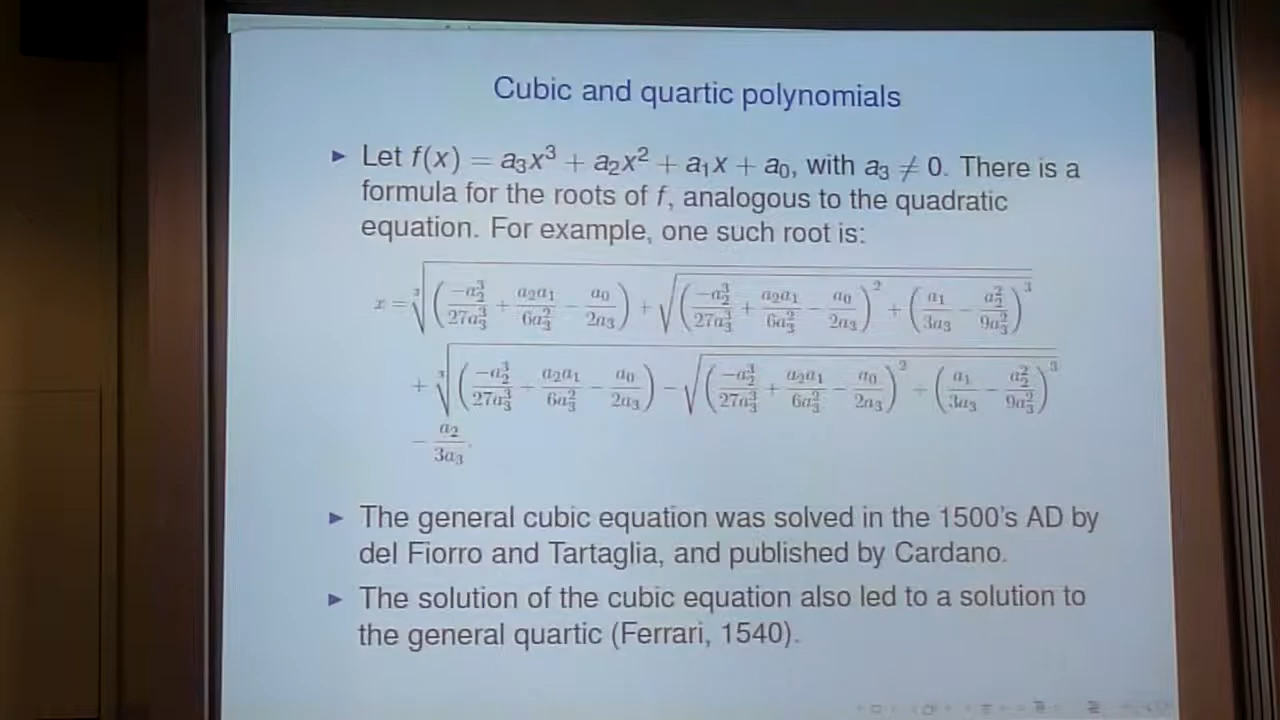 Cubic and quartic polynomials
► Let f(x) = a₃x³ + a₂x² + a₁x + a₀, with a₃ ≠ 0. There is a
formula for the roots of f, analogous to the quadratic
equation. For example, one such root is:
x = ∛( (−a₂³/27a₃³ + a₂a₁/6a₃² − a₀/2a₃) + √( (−a₂³/27a₃³ + a₂a₁/6a₃² − a₀/2a₃)² + (a₁/3a₃ − a₂²/9a₃²)³ ) )
+ ∛( (−a₂³/27a₃³ + a₂a₁/6a₃² − a₀/2a₃) − √( (−a₂³/27a₃³ + a₂a₁/6a₃² − a₀/2a₃)² + (a₁/3a₃ − a₂²/9a₃²)³ ) )
− a₂/3a₃.
► The general cubic equation was solved in the 1500's AD by
del Fiorro and Tartaglia, and published by Cardano.
► The solution of the cubic equation also led to a solution to
the general quartic (Ferrari, 1540).